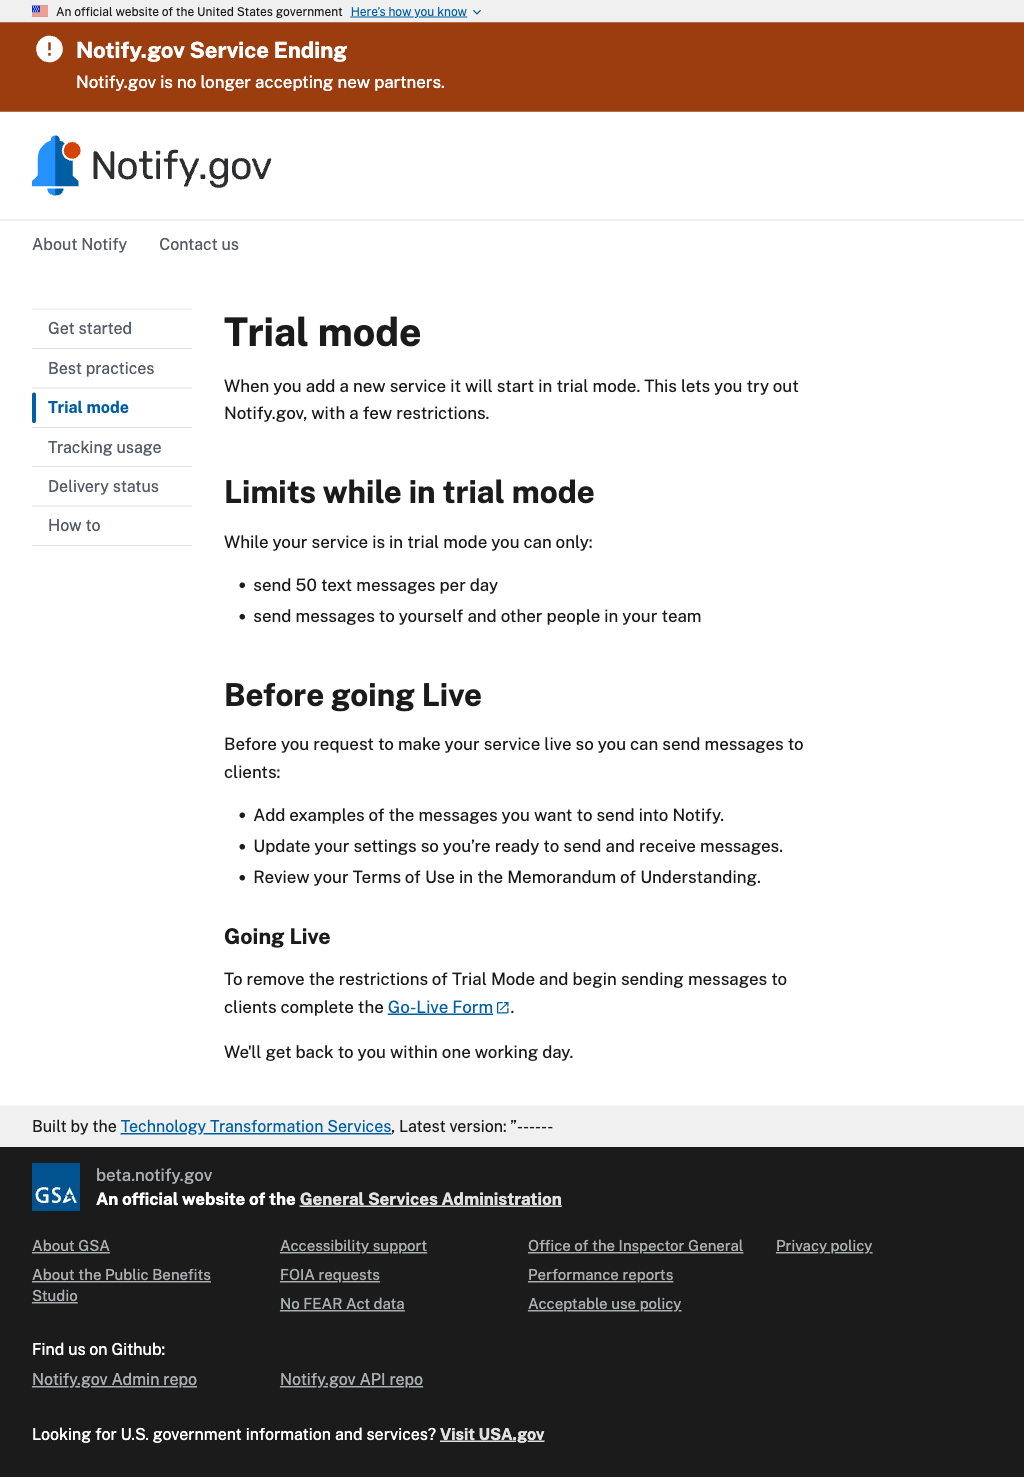 An official website of the United States government Here's how you know
Notify.gov Service Ending
Notify.gov is no longer accepting new partners.
Notify.gov
About Notify Contact us
Get started
Best practices
Trial mode
Tracking usage
Delivery status
How to
Trial mode
When you add a new service it will start in trial mode. This lets you try out
Notify.gov, with a few restrictions.
Limits while in trial mode
While your service is in trial mode you can only:
• send 50 text messages per day
• send messages to yourself and other people in your team
Before going Live
Before you request to make your service live so you can send messages to
clients:
• Add examples of the messages you want to send into Notify.
• Update your settings so you’re ready to send and receive messages.
• Review your Terms of Use in the Memorandum of Understanding.
Going Live
To remove the restrictions of Trial Mode and begin sending messages to
clients complete the Go-Live Form.
We'll get back to you within one working day.
Built by the Technology Transformation Services, Latest version: ”------
GSA
beta.notify.gov
An official website of the General Services Administration
About GSA
About the Public Benefits
Studio
Accessibility support
FOIA requests
No FEAR Act data
Office of the Inspector General
Performance reports
Acceptable use policy
Privacy policy
Find us on Github:
Notify.gov Admin repo Notify.gov API repo
Looking for U.S. government information and services? Visit USA.gov